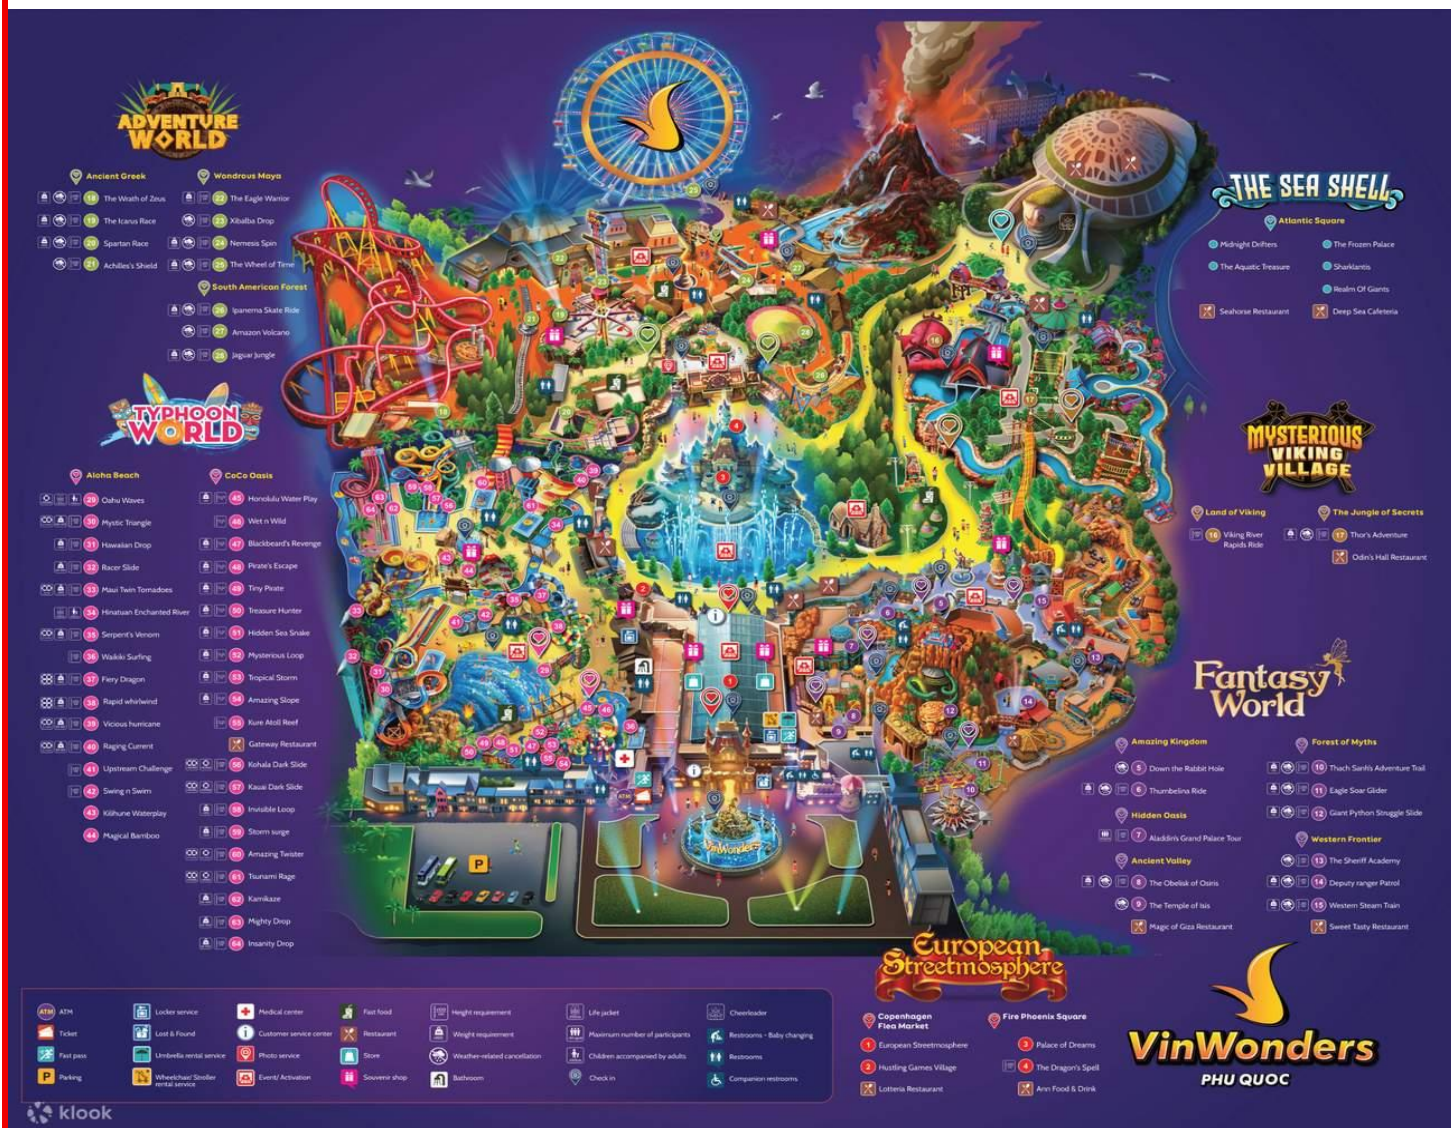 ADVENTURE
WORLD
Ancient Greek
18 The Wrath of Zeus
19 The Icarus Race
20 Spartan Race
21 Achilles's Shield
Wondrous Maya
22 The Eagle Warrior
23 Xibalba Drop
24 Nemesis Spin
25 The Wheel of Time
South American Forest
26 Ipanema Skate Ride
27 Amazon Volcano
28 Jaguar Jungle
TYPHOON
WORLD
Aloha Beach
29 Oahu Waves
30 Mystic Triangle
31 Hawaiian Drop
32 Racer Slide
33 Maui Twin Tornadoes
34 Hinatuan Enchanted River
35 Serpent's Venom
36 Waikiki Surfing
37 Fiery Dragon
38 Rapid whirlwind
39 Vicious hurricane
40 Raging Current
41 Upstream Challenge
42 Swing n Swim
43 Kilihune Waterplay
44 Magical Bamboo
CoCo Oasis
45 Honolulu Water Play
46 Wet n Wild
47 Blackbeard's Revenge
48 Pirate's Escape
49 Tiny Pirate
50 Treasure Hunter
51 Hidden Sea Snake
52 Mysterious Loop
53 Tropical Storm
54 Amazing Slope
55 Kure Atoll Reef
Gateway Restaurant
56 Kohala Dark Slide
57 Kauai Dark Slide
58 Invisible Loop
59 Storm surge
60 Amazing Twister
61 Tsunami Rage
62 Kamikaze
63 Mighty Drop
64 Insanity Drop
THE SEA SHELL
Atlantic Square
Midnight Drifters
The Aquatic Treasure
The Frozen Palace
Sharklantis
Realm Of Giants
Seahorse Restaurant
Deep Sea Cafeteria
MYSTERIOUS
VIKING
VILLAGE
Land of Viking
16 Viking River
Rapids Ride
The Jungle of Secrets
17 Thor's Adventure
Odin's Hall Restaurant
Fantasy
World
Amazing Kingdom
5 Down the Rabbit Hole
6 Thumbelina Ride
Hidden Oasis
7 Aladdin's Grand Palace Tour
Ancient Valley
8 The Obelisk of Osiris
9 The Temple of Isis
Magic of Giza Restaurant
Forest of Myths
10 Thach Sanh's Adventure Trail
11 Eagle Soar Glider
12 Giant Python Struggle Slide
Western Frontier
13 The Sheriff Academy
14 Deputy ranger Patrol
15 Western Steam Train
Sweet Tasty Restaurant
VinWonders
P
ATM
European
Streetmosphere
Copenhagen
Flea Market
1 European Streetmosphere
2 Hustling Games Village
Lotteria Restaurant
Fire Phoenix Square
3 Palace of Dreams
4 The Dragon's Spell
Ann Food & Drink
VinWonders
PHU QUOC
ATM ATM
Ticket
Fast pass
P Parking
Locker service
Lost & Found
Umbrella rental service
Wheelchair/ Stroller
rental service
Medical center
i Customer service center
Photo service
Event/ Activation
Fast food
Restaurant
Store
Souvenir shop
Height requirement
Weight requirement
Weather-related cancellation
Bathroom
Life jacket
Maximum number of participants
Children accompanied by adults
Check in
Cheerleader
Restrooms - Baby changing
Restrooms
Companion restrooms
klook